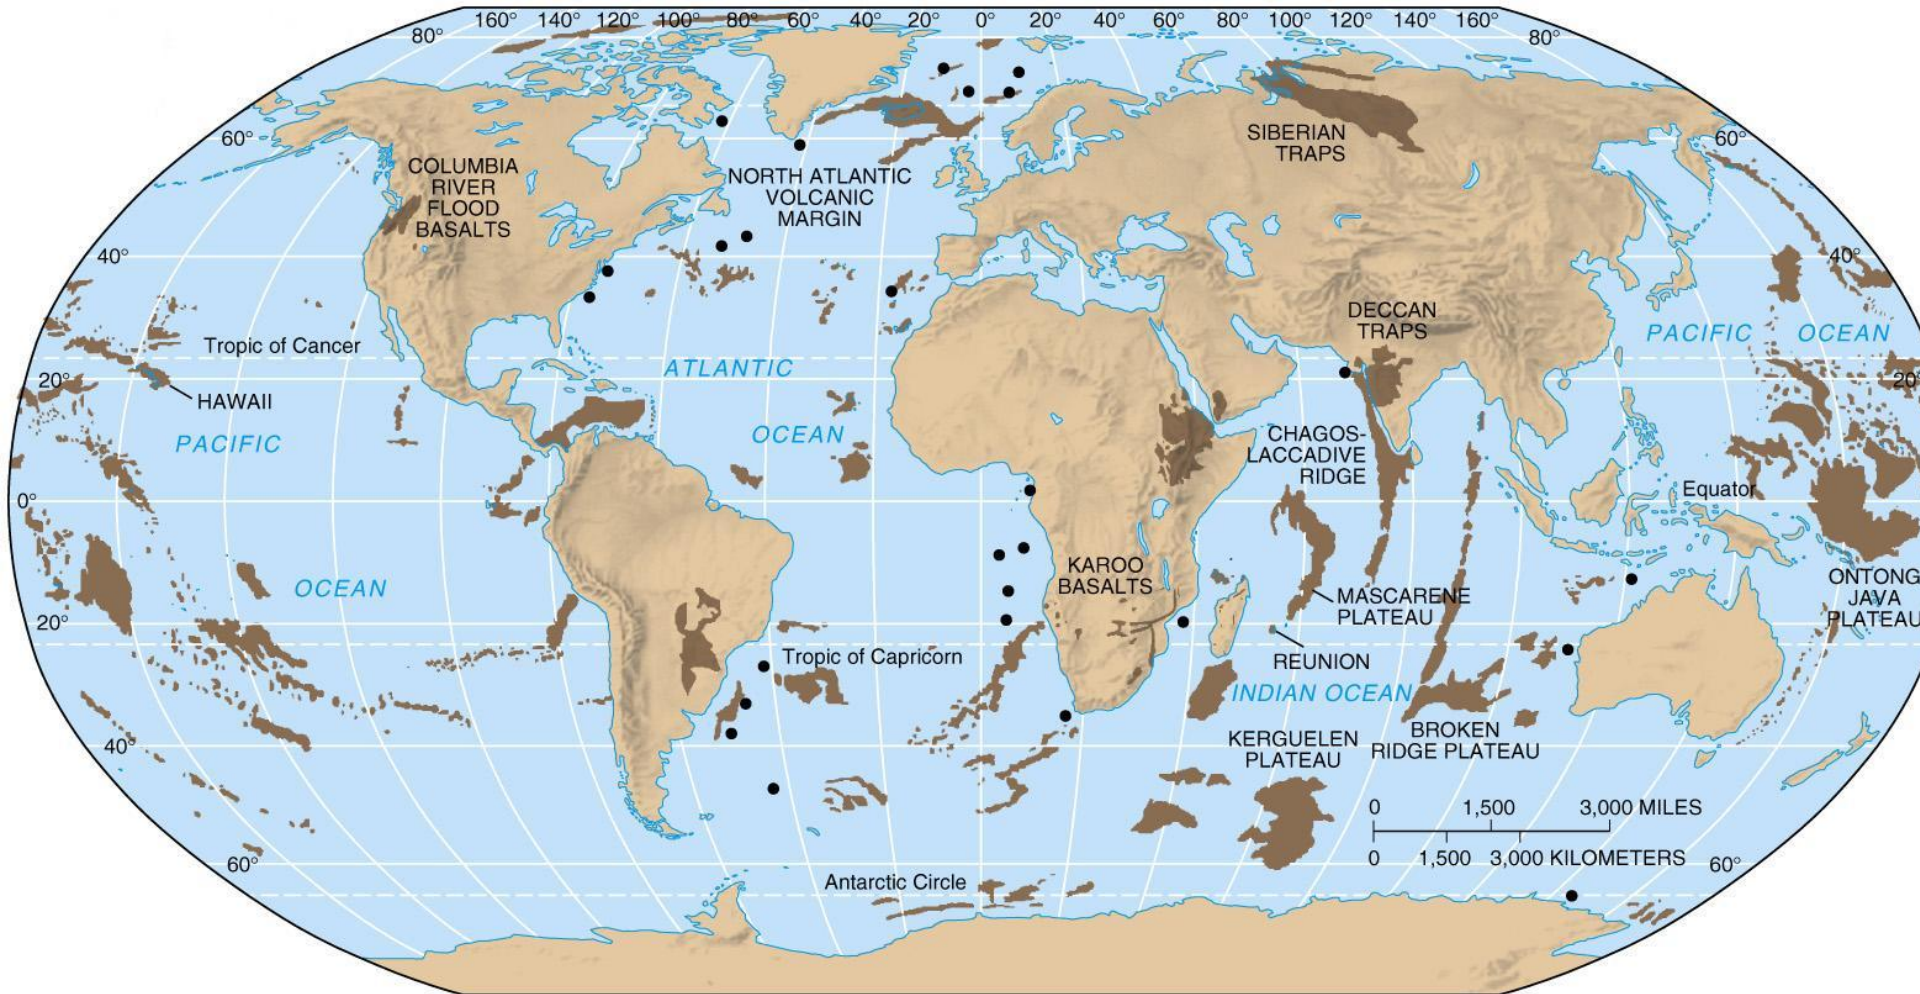 160° 140° 120° 100° 80° 60° 40° 20° 0° 20° 40° 60° 80° 100° 120° 140° 160°
80° 80°
60° 60°
SIBERIAN
TRAPS
COLUMBIA
RIVER
FLOOD
BASALTS
NORTH ATLANTIC
VOLCANIC
MARGIN
40° 40°
DECCAN
TRAPS
PACIFIC OCEAN
Tropic of Cancer
ATLANTIC
OCEAN
20° 20°
HAWAII
PACIFIC
OCEAN
CHAGOS-
LACCADIVE
RIDGE
0°
Equator
KAROO
BASALTS
MASCARENE
PLATEAU
ONTONG
JAVA
PLATEAU
20°
Tropic of Capricorn
REUNION
INDIAN OCEAN
BROKEN
RIDGE PLATEAU
KERGUELEN
PLATEAU
40°
0 1,500 3,000 MILES
0 1,500 3,000 KILOMETERS
60° 60°
Antarctic Circle